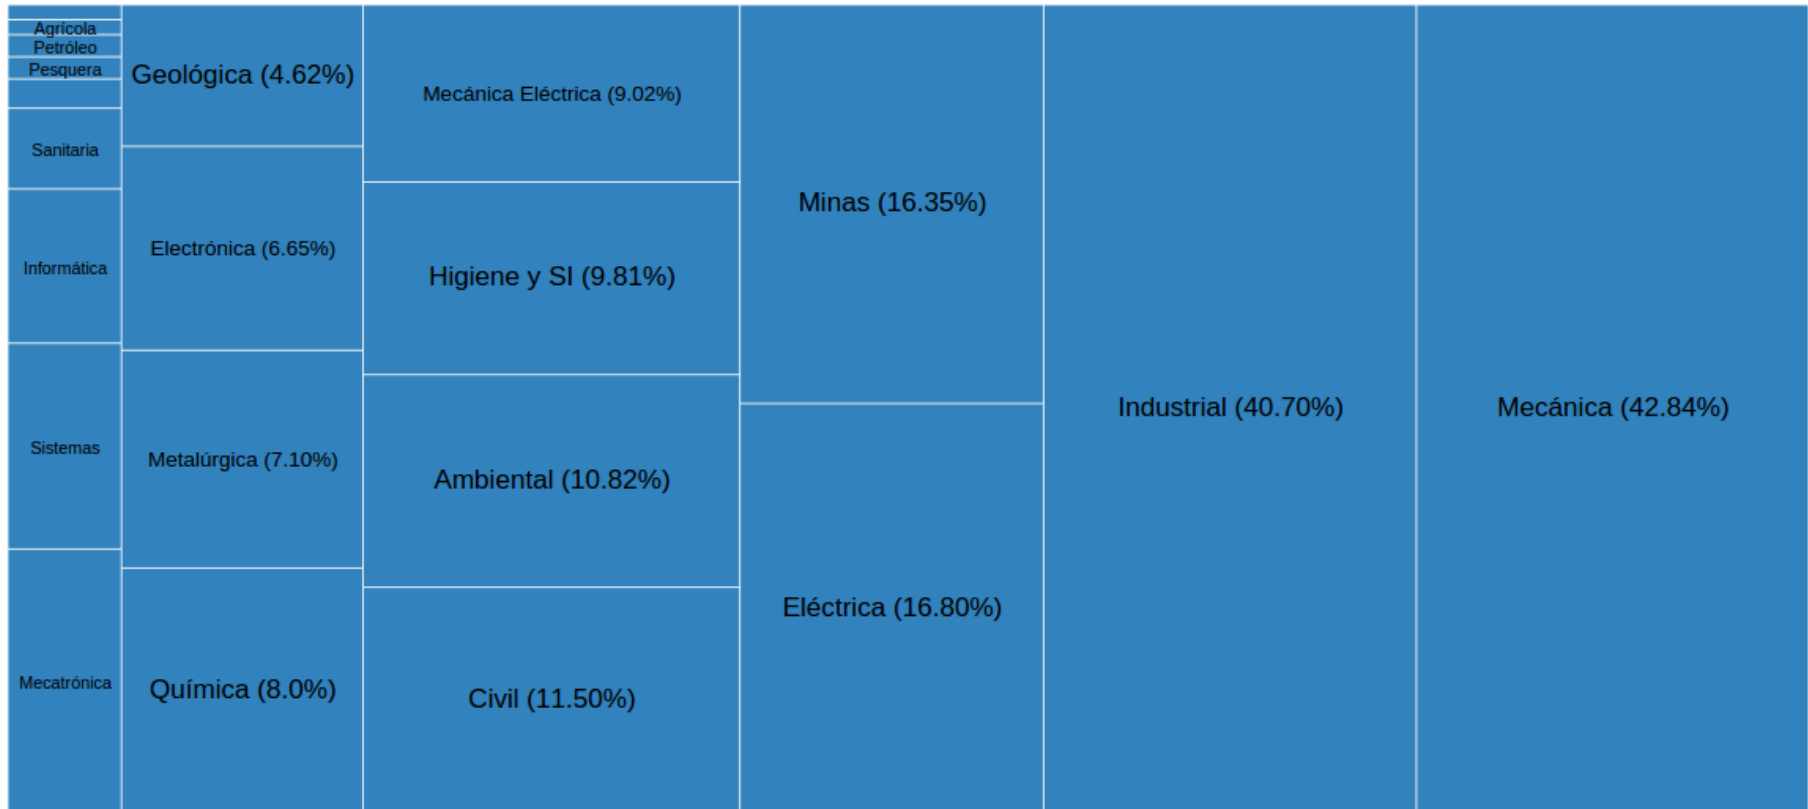 Agrícola
Petróleo
Pesquera
Sanitaria
Informática
Sistemas
Mecatrónica
Geológica (4.62%)
Electrónica (6.65%)
Metalúrgica (7.10%)
Química (8.0%)
Mecánica Eléctrica (9.02%)
Higiene y SI (9.81%)
Ambiental (10.82%)
Civil (11.50%)
Minas (16.35%)
Eléctrica (16.80%)
Industrial (40.70%)
Mecánica (42.84%)